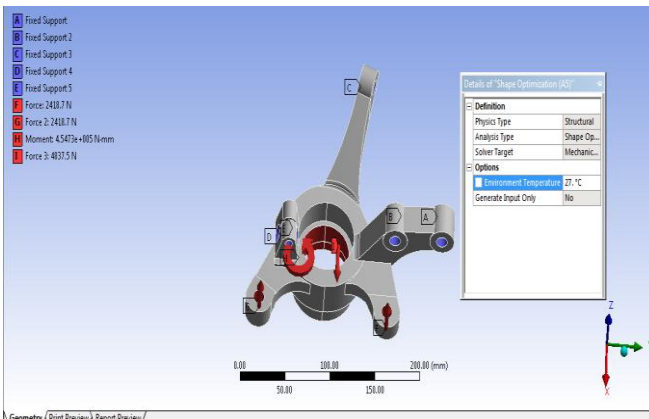 A Fixed Support
B Fixed Support 2
C Fixed Support 3
D Fixed Support 4
E Fixed Support 5
F Force: 2418.7 N
G Force 2: 2418.7 N
H Moment: 4.5473e+005 N·mm
I Force 3: 4837.5 N
C
B A
D E
Details of "Shape Optimization (A5)"
Definition
Physics Type Structural
Analysis Type Shape Op...
Solver Target Mechanic...
Options
Environment Temperature 27. °C
Generate Input Only No
Z
X
0.00 100.00 200.00 (mm)
50.00 150.00
Geometry / Print Preview / Report Preview /